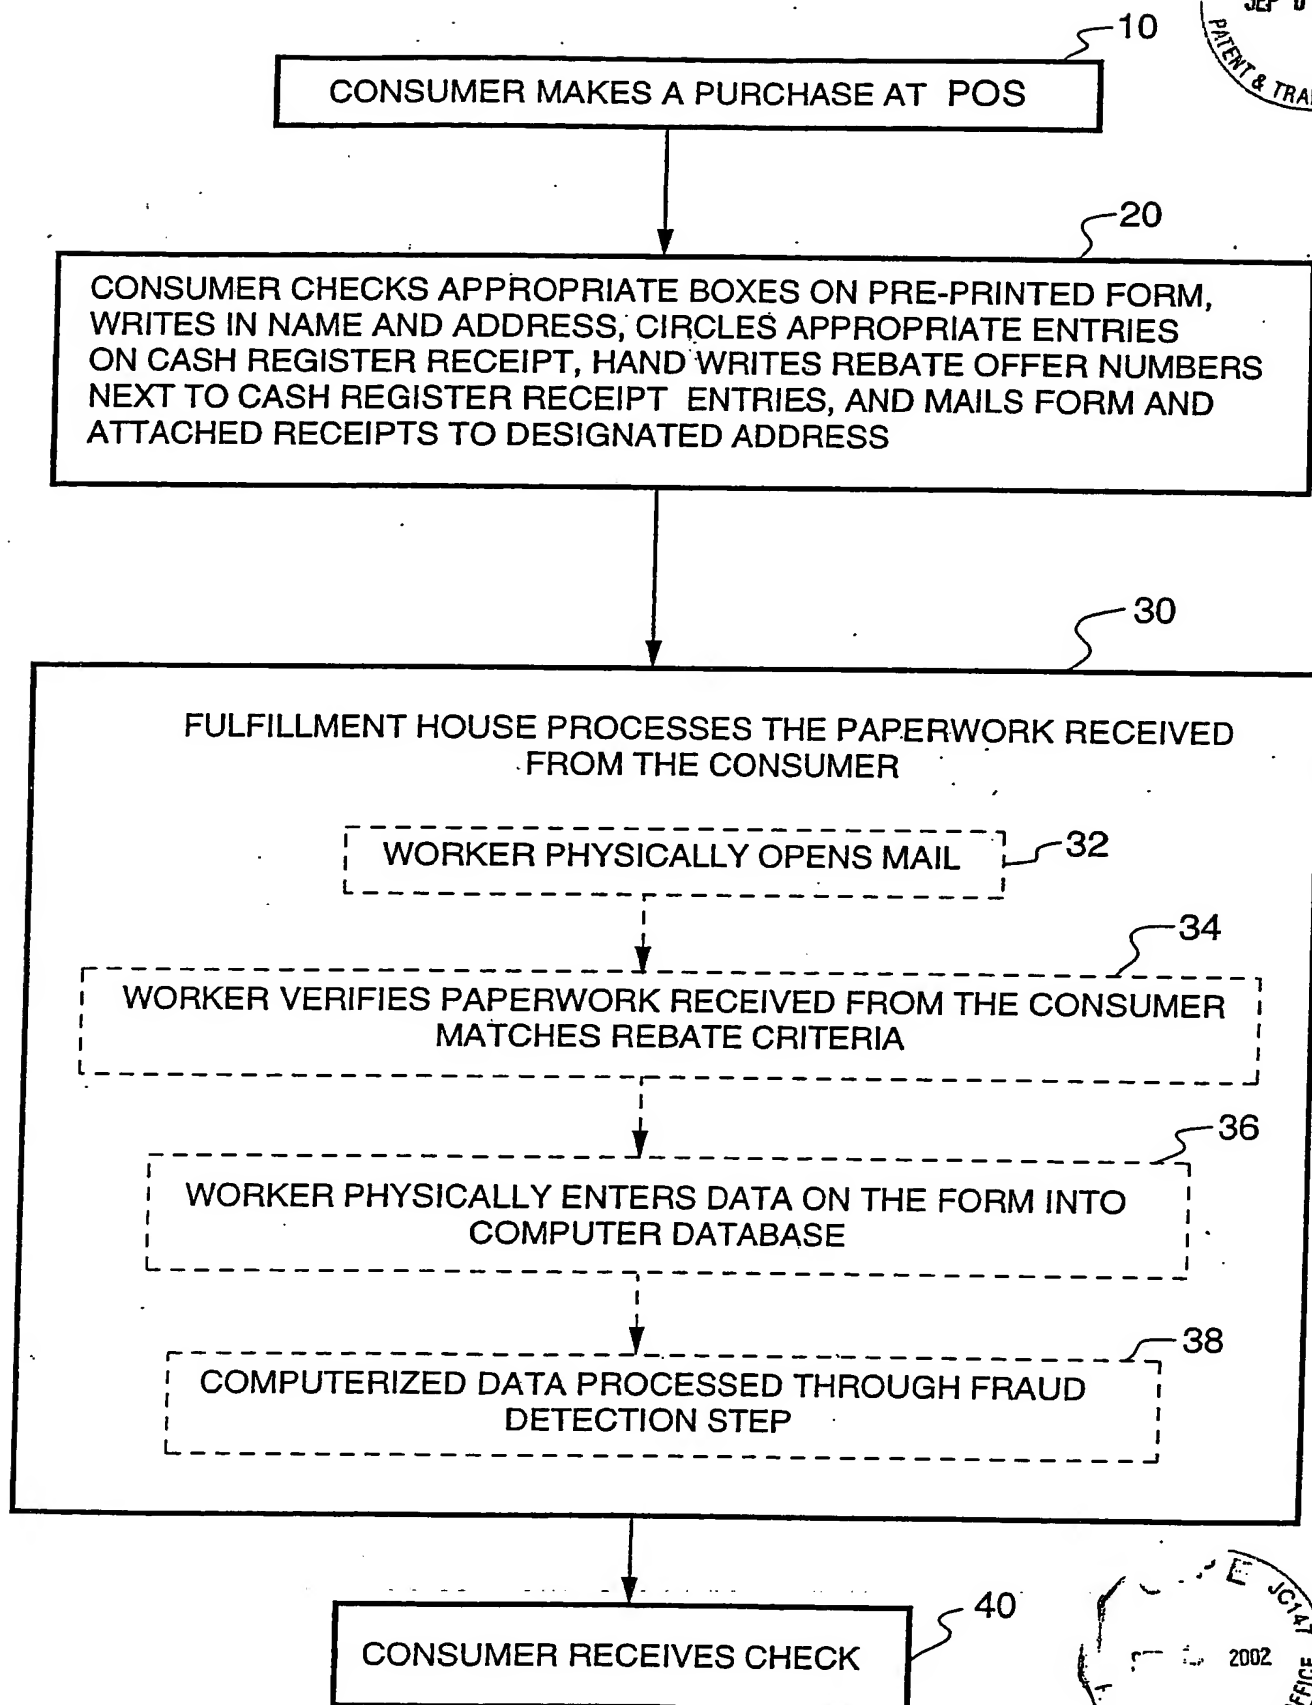 SEP
PATENT & TRA
10
CONSUMER MAKES A PURCHASE AT POS
20
CONSUMER CHECKS APPROPRIATE BOXES ON PRE-PRINTED FORM,
WRITES IN NAME AND ADDRESS, CIRCLES APPROPRIATE ENTRIES
ON CASH REGISTER RECEIPT, HAND WRITES REBATE OFFER NUMBERS
NEXT TO CASH REGISTER RECEIPT ENTRIES, AND MAILS FORM AND
ATTACHED RECEIPTS TO DESIGNATED ADDRESS
30
FULFILLMENT HOUSE PROCESSES THE PAPERWORK RECEIVED
FROM THE CONSUMER
WORKER PHYSICALLY OPENS MAIL
32
34
WORKER VERIFIES PAPERWORK RECEIVED FROM THE CONSUMER
MATCHES REBATE CRITERIA
36
WORKER PHYSICALLY ENTERS DATA ON THE FORM INTO
COMPUTER DATABASE
38
COMPUTERIZED DATA PROCESSED THROUGH FRAUD
DETECTION STEP
40
CONSUMER RECEIVES CHECK
JC147
2002